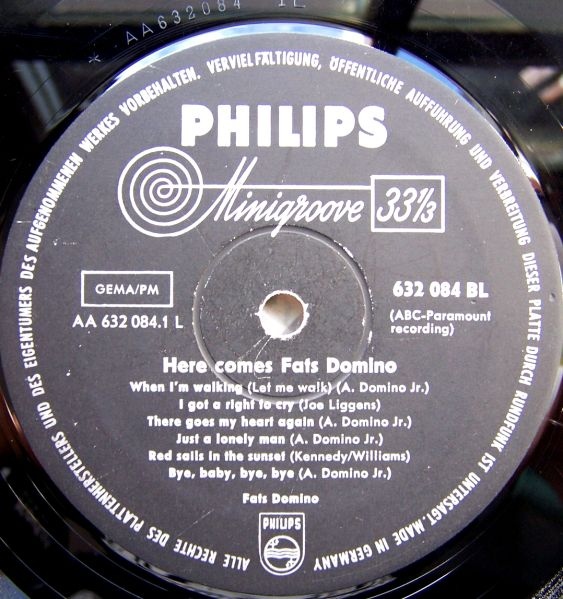 * AA632084 1L
ALLE RECHTE DES PLATTENHERSTELLERS UND DES EIGENTÜMERS DES AUFGENOMMENEN WERKES VORBEHALTEN. VERVIELFÄLTIGUNG, ÖFFENTLICHE AUFFÜHRUNG UND VERBREITUNG DIESER PLATTE DURCH RUNDFUNK IST UNTERSAGT. MADE IN GERMANY
PHILIPS
Minigroove 33⅓
GEMA/PM
632 084 BL
AA 632 084.1 L
(ABC-Paramount
recording)
Here comes Fats Domino
When I'm walking (Let me walk) (A. Domino Jr.)
I got a right to cry (Joe Liggens)
There goes my heart again (A. Domino Jr.)
Just a lonely man (A. Domino Jr.)
Red sails in the sunset (Kennedy/Williams)
Bye, baby, bye, bye (A. Domino Jr.)
Fats Domino
PHILIPS